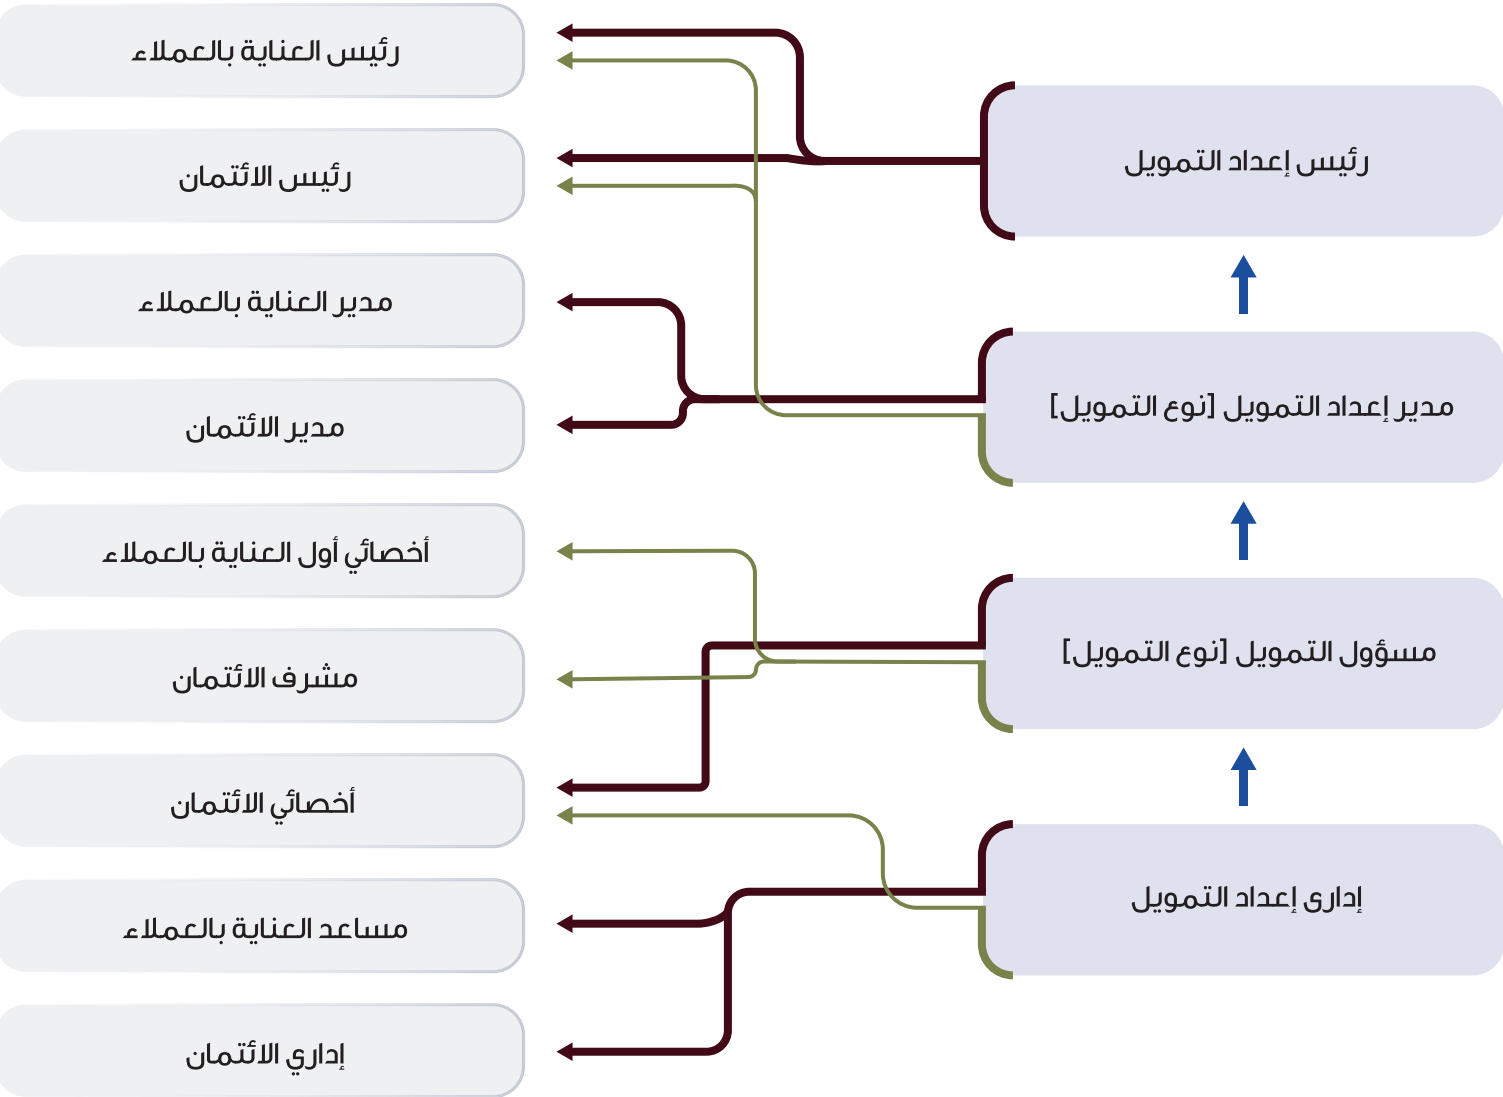 رئيس إعداد التمويل
مدير إعداد التمويل [نوع التمويل]
مسؤول التمويل [نوع التمويل]
إدارى إعداد التمويل
رئيس العناية بالعملاء
رئيس الائتمان
مدير العناية بالعملاء
مدير الائتمان
أخصائي أول العناية بالعملاء
مشرف الائتمان
أخصائي الائتمان
مساعد العناية بالعملاء
إداري الائتمان